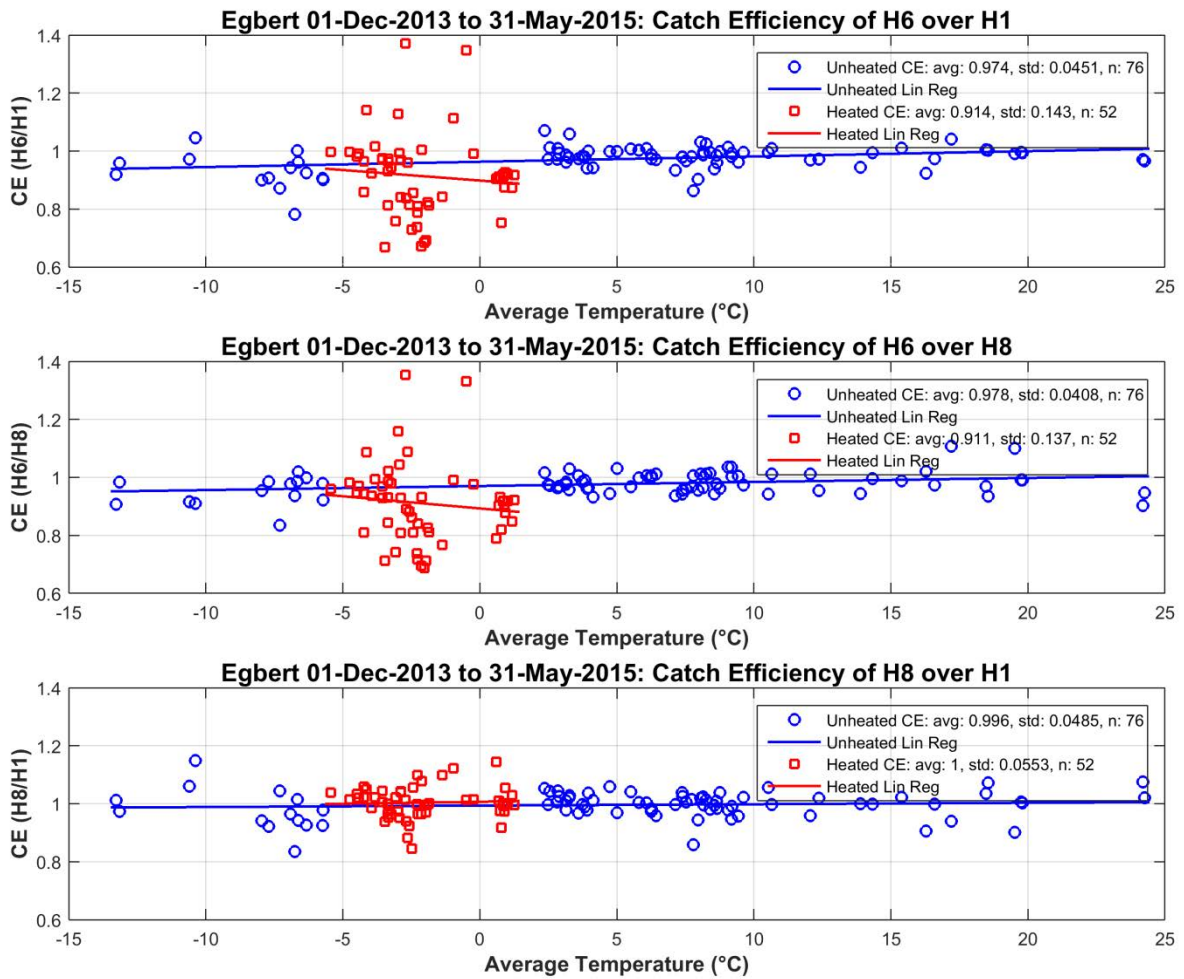 Egbert 01-Dec-2013 to 31-May-2015: Catch Efficiency of H6 over H1
1.4
1.2
1
0.8
0.6
CE (H6/H1)
Unheated CE: avg: 0.974, std: 0.0451, n: 76
Unheated Lin Reg
Heated CE: avg: 0.914, std: 0.143, n: 52
Heated Lin Reg
-15 -10 -5 0 5 10 15 20 25
Average Temperature (°C)
Egbert 01-Dec-2013 to 31-May-2015: Catch Efficiency of H6 over H8
1.4
1.2
1
0.8
0.6
CE (H6/H8)
Unheated CE: avg: 0.978, std: 0.0408, n: 76
Unheated Lin Reg
Heated CE: avg: 0.911, std: 0.137, n: 52
Heated Lin Reg
-15 -10 -5 0 5 10 15 20 25
Average Temperature (°C)
Egbert 01-Dec-2013 to 31-May-2015: Catch Efficiency of H8 over H1
1.4
1.2
1
0.8
0.6
CE (H8/H1)
Unheated CE: avg: 0.996, std: 0.0485, n: 76
Unheated Lin Reg
Heated CE: avg: 1, std: 0.0553, n: 52
Heated Lin Reg
-15 -10 -5 0 5 10 15 20 25
Average Temperature (°C)